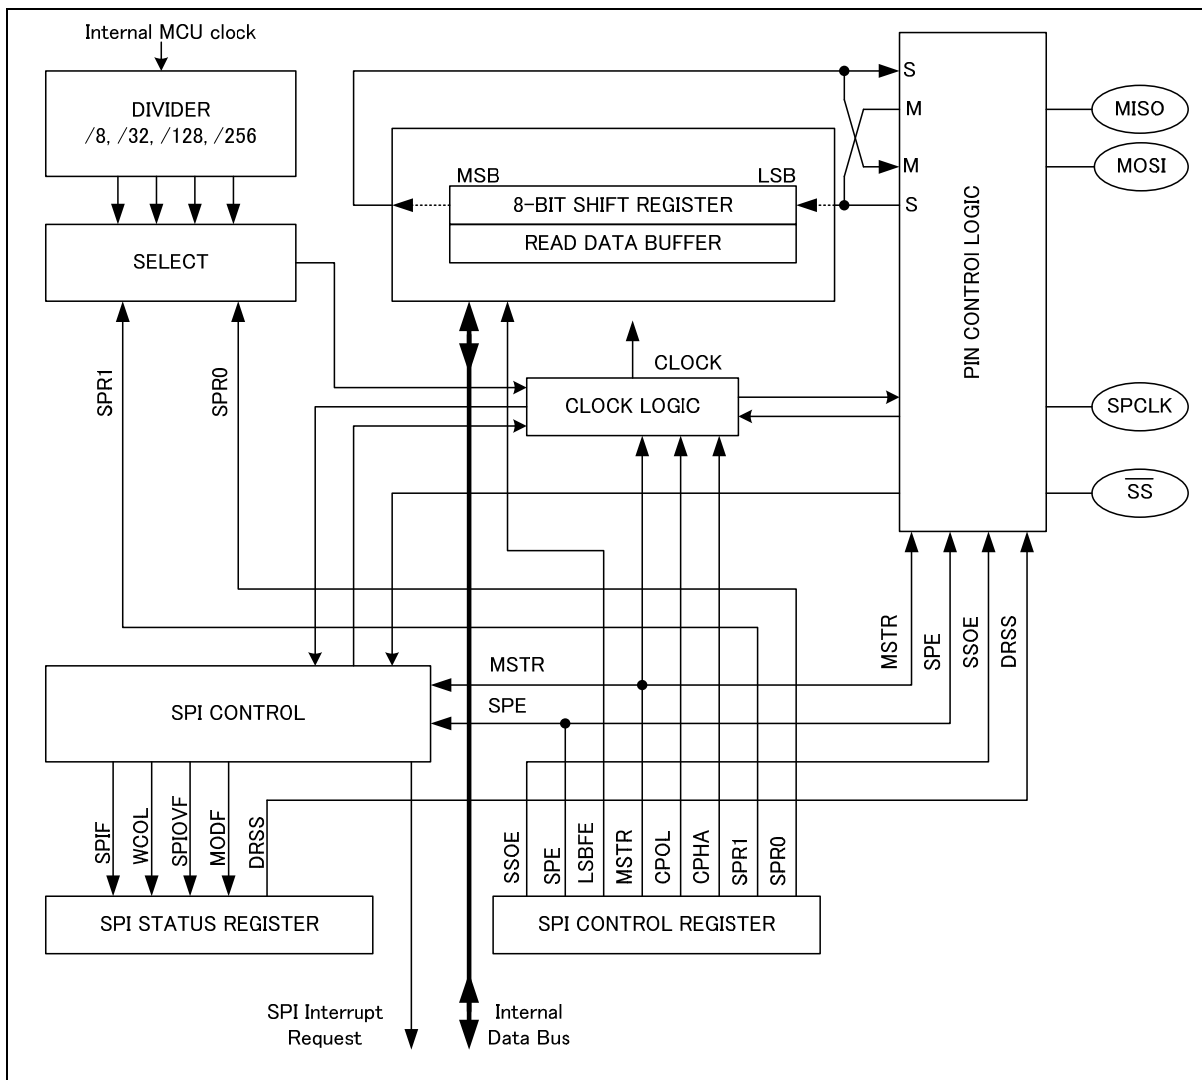 Internal MCU clock
DIVIDER
/8, /32, /128, /256
SELECT
SPR1
SPR0
MSB
LSB
8-BIT SHIFT REGISTER
READ DATA BUFFER
CLOCK
CLOCK LOGIC
S
M
M
S
PIN CONTROl LOGIC
MISO
MOSI
SPCLK
SS
MSTR
SPE
SSOE
DRSS
MSTR
SPE
SPI CONTROL
SPIF
WCOL
SPIOVF
MODF
DRSS
SPI STATUS REGISTER
SSOE
SPE
LSBFE
MSTR
CPOL
CPHA
SPR1
SPR0
SPI CONTROL REGISTER
SPI Interrupt
Request
Internal
Data Bus